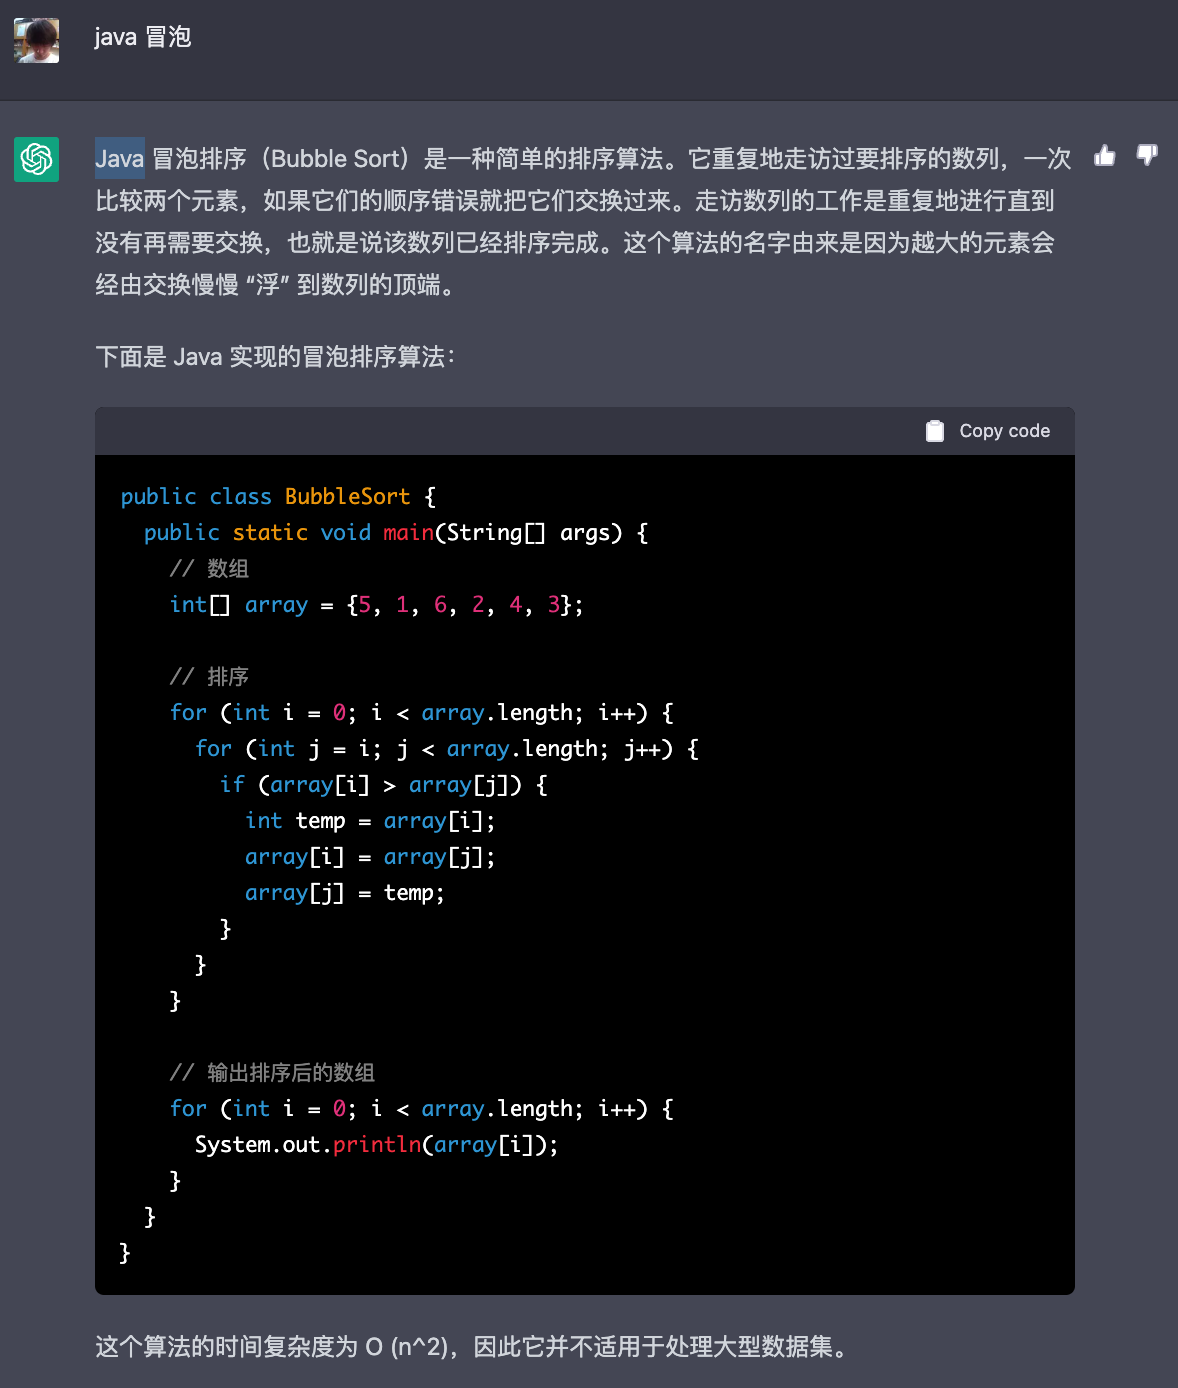 java 冒泡
Java 冒泡排序（Bubble Sort）是一种简单的排序算法。它重复地走访过要排序的数列，一次
比较两个元素，如果它们的顺序错误就把它们交换过来。走访数列的工作是重复地进行直到
没有再需要交换，也就是说该数列已经排序完成。这个算法的名字由来是因为越大的元素会
经由交换慢慢 “浮” 到数列的顶端。
下面是 Java 实现的冒泡排序算法：
Copy code
public class BubbleSort {
  public static void main(String[] args) {
    // 数组
    int[] array = {5, 1, 6, 2, 4, 3};
    // 排序
    for (int i = 0; i < array.length; i++) {
      for (int j = i; j < array.length; j++) {
        if (array[i] > array[j]) {
          int temp = array[i];
          array[i] = array[j];
          array[j] = temp;
        }
      }
    }
    // 输出排序后的数组
    for (int i = 0; i < array.length; i++) {
      System.out.println(array[i]);
    }
  }
}
这个算法的时间复杂度为 O (n^2)，因此它并不适用于处理大型数据集。